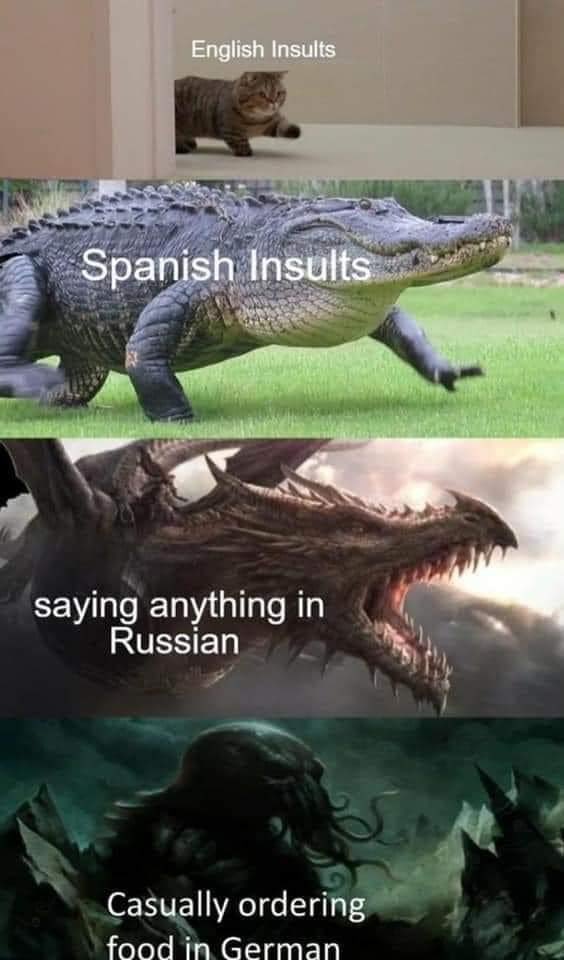 English Insults
Spanish Insults
saying anything in
Russian
Casually ordering
food in German